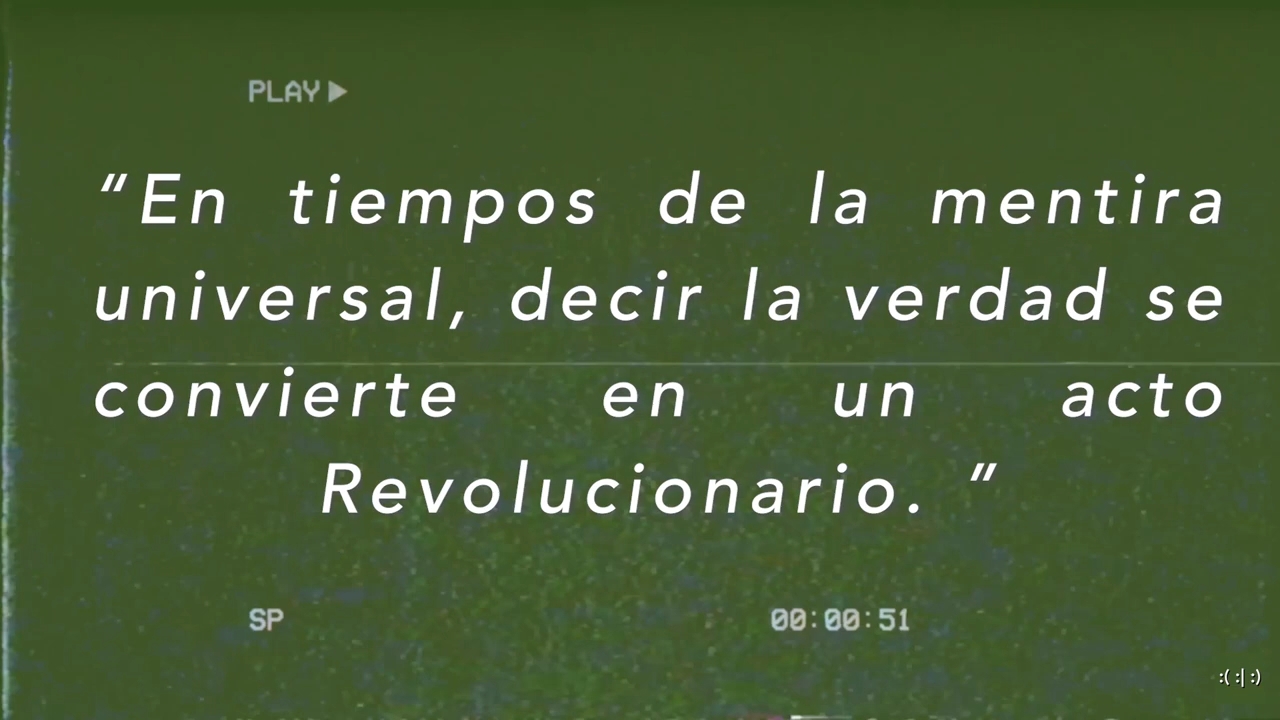 PLAY ▶
“En tiempos de la mentira
universal, decir la verdad se
convierte en un acto
Revolucionario. ”
SP 00:00:51
:( :| :)